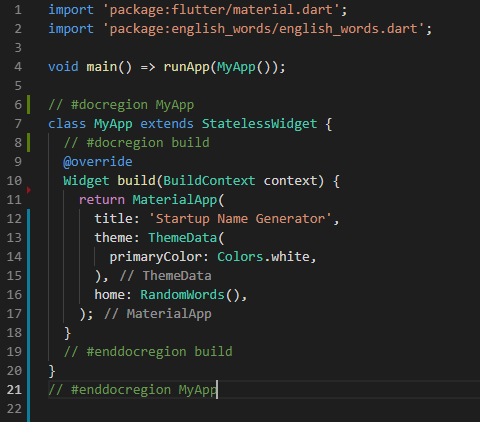 1 import 'package:flutter/material.dart';
2 import 'package:english_words/english_words.dart';
3
4 void main() => runApp(MyApp());
5
6 // #docregion MyApp
7 class MyApp extends StatelessWidget {
8 // #docregion build
9 @override
10 Widget build(BuildContext context) {
11 return MaterialApp(
12 title: 'Startup Name Generator',
13 theme: ThemeData(
14 primaryColor: Colors.white,
15 ), // ThemeData
16 home: RandomWords(),
17 ); // MaterialApp
18 }
19 // #enddocregion build
20 }
21 // #enddocregion MyApp
22